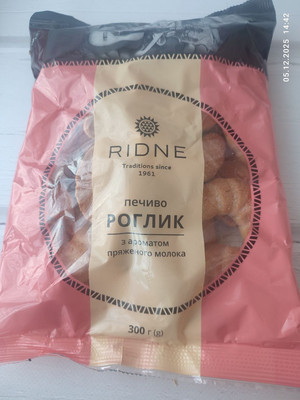 05.12.2025 14:42
RIDNE
Traditions since
1961
печиво
РОГЛИК
з ароматом
пряженого молока
300 г (g)